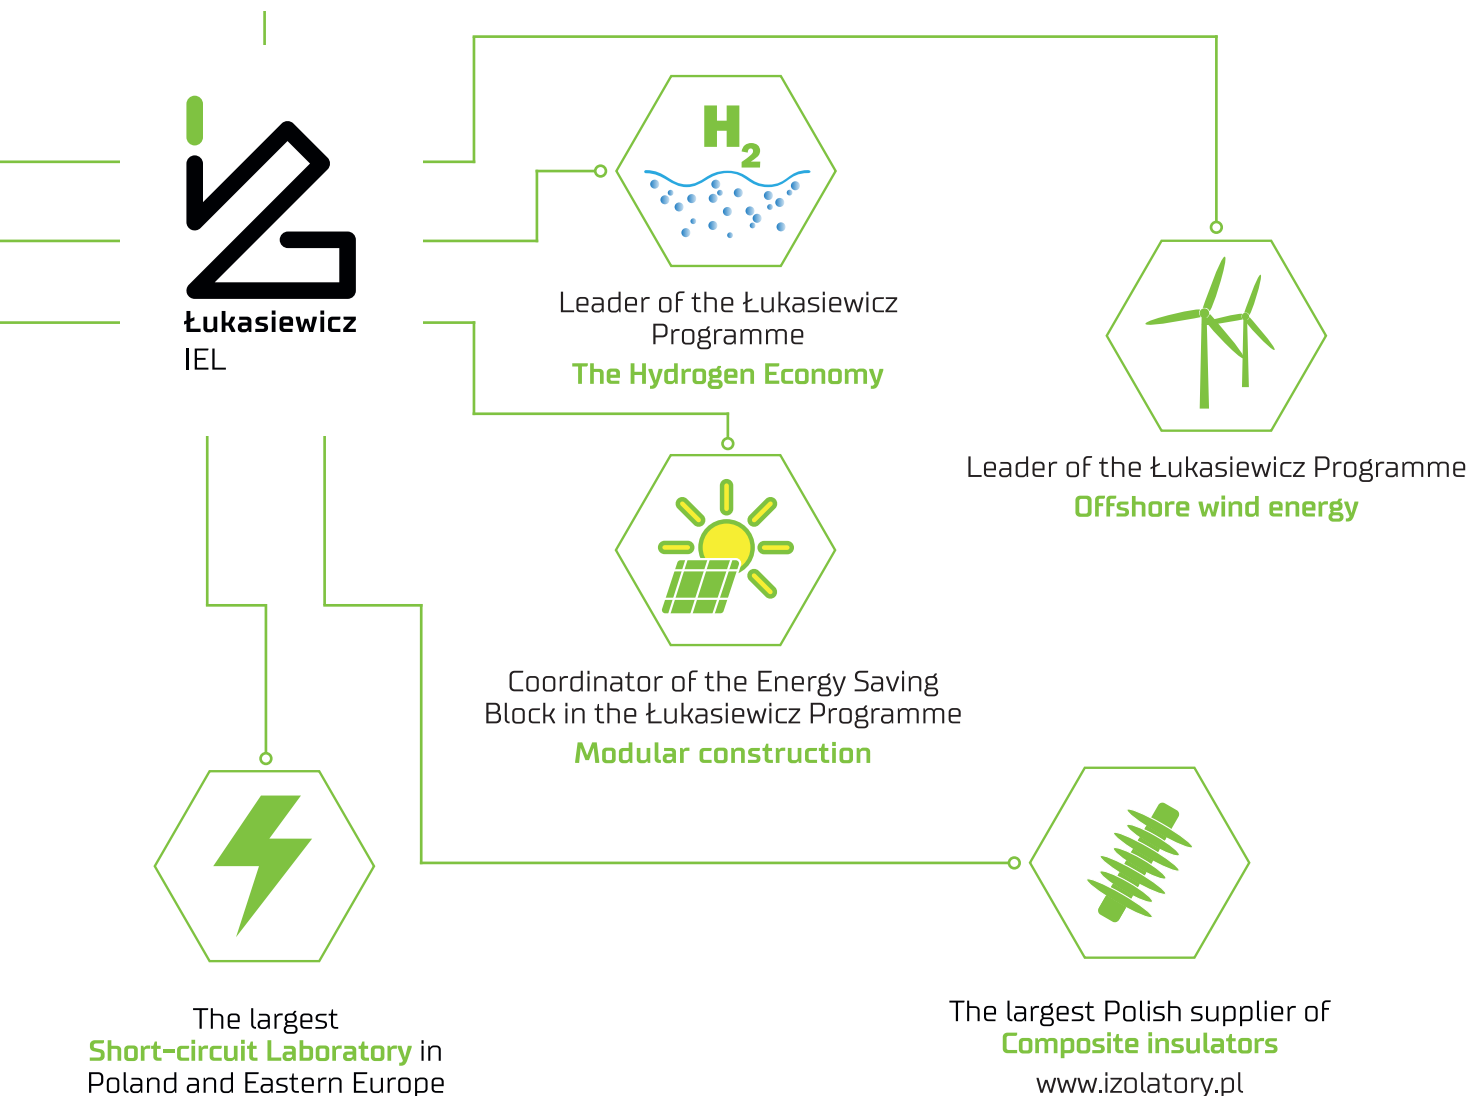 H2
Łukasiewicz
IEL
Leader of the Łukasiewicz
Programme
The Hydrogen Economy
Leader of the Łukasiewicz Programme
Offshore wind energy
Coordinator of the Energy Saving
Block in the Łukasiewicz Programme
Modular construction
The largest
Short-circuit Laboratory in
Poland and Eastern Europe
The largest Polish supplier of
Composite insulators
www.izolatory.pl